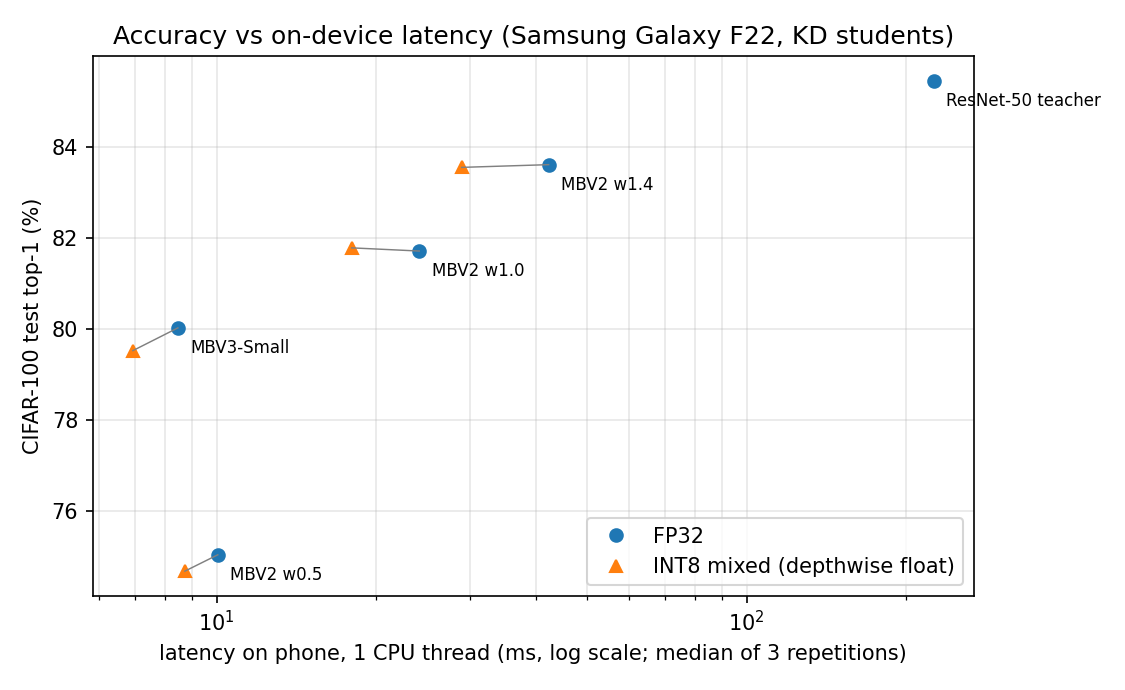 Accuracy vs on-device latency (Samsung Galaxy F22, KD students)
ResNet-50 teacher
84
MBV2 w1.4
82
MBV2 w1.0
80
MBV3-Small
78
76
MBV2 w0.5
FP32
INT8 mixed (depthwise float)
CIFAR-100 test top-1 (%)
10¹
10²
latency on phone, 1 CPU thread (ms, log scale; median of 3 repetitions)